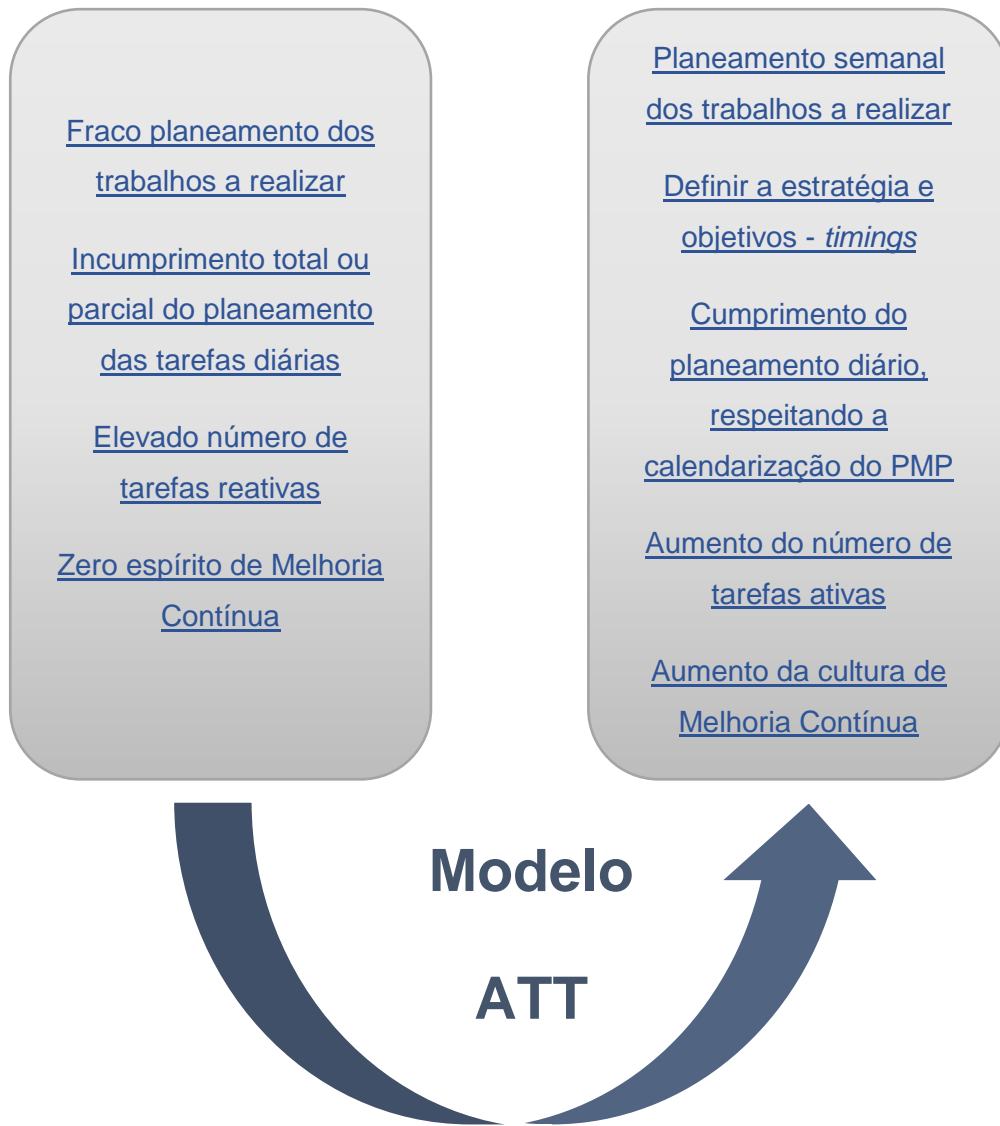 Fraco planeamento dos
trabalhos a realizar
Incumprimento total ou
parcial do planeamento
das tarefas diárias
Elevado número de
tarefas reativas
Zero espírito de Melhoria
Contínua
Planeamento semanal
dos trabalhos a realizar
Definir a estratégia e
objetivos - timings
Cumprimento do
planeamento diário,
respeitando a
calendarização do PMP
Aumento do número de
tarefas ativas
Aumento da cultura de
Melhoria Contínua
Modelo
ATT